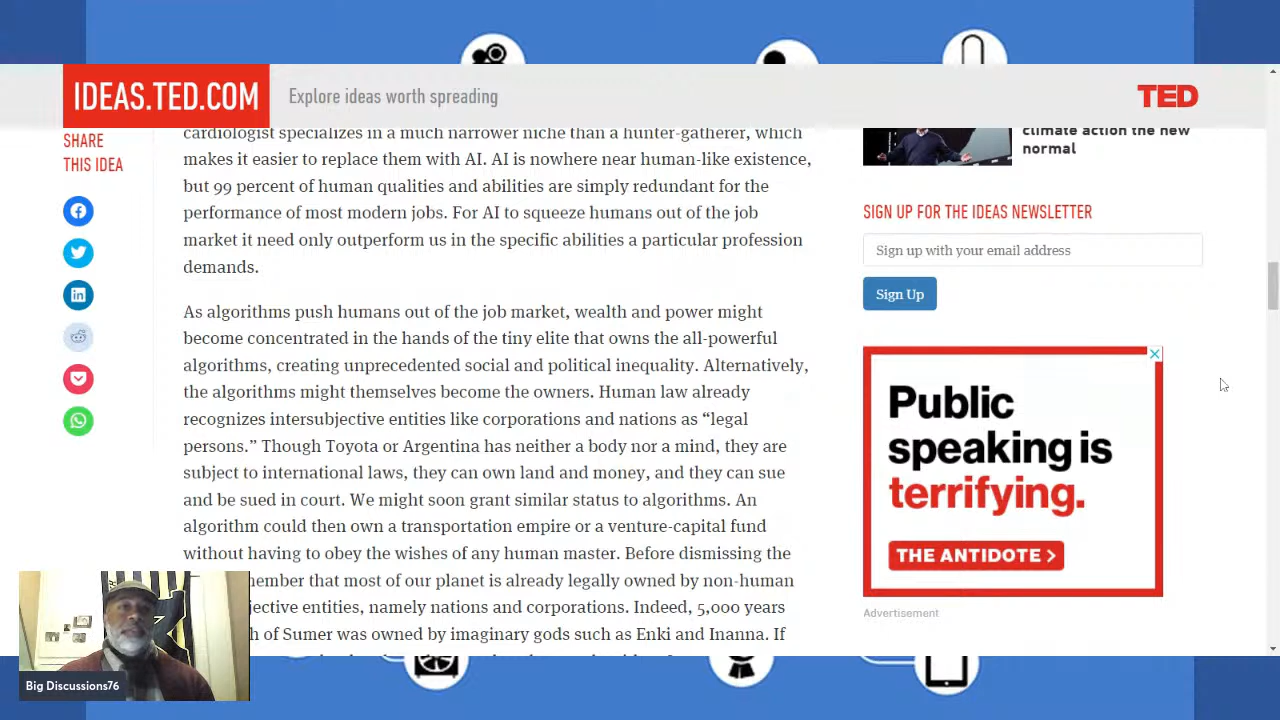 IDEAS.TED.COM
Explore ideas worth spreading
TED
SHARE
THIS IDEA
cardiologist specializes in a much narrower niche than a hunter-gatherer, which
makes it easier to replace them with AI. AI is nowhere near human-like existence,
but 99 percent of human qualities and abilities are simply redundant for the
performance of most modern jobs. For AI to squeeze humans out of the job
market it need only outperform us in the specific abilities a particular profession
demands.
As algorithms push humans out of the job market, wealth and power might
become concentrated in the hands of the tiny elite that owns the all-powerful
algorithms, creating unprecedented social and political inequality. Alternatively,
the algorithms might themselves become the owners. Human law already
recognizes intersubjective entities like corporations and nations as “legal
persons.” Though Toyota or Argentina has neither a body nor a mind, they are
subject to international laws, they can own land and money, and they can sue
and be sued in court. We might soon grant similar status to algorithms. An
algorithm could then own a transportation empire or a venture-capital fund
without having to obey the wishes of any human master. Before dismissing the
member that most of our planet is already legally owned by non-human
jective entities, namely nations and corporations. Indeed, 5,000 years
h of Sumer was owned by imaginary gods such as Enki and Inanna. If
climate action the new
normal
SIGN UP FOR THE IDEAS NEWSLETTER
Sign up with your email address
Sign Up
Public
speaking is
terrifying.
THE ANTIDOTE >
Advertisement
Big Discussions76